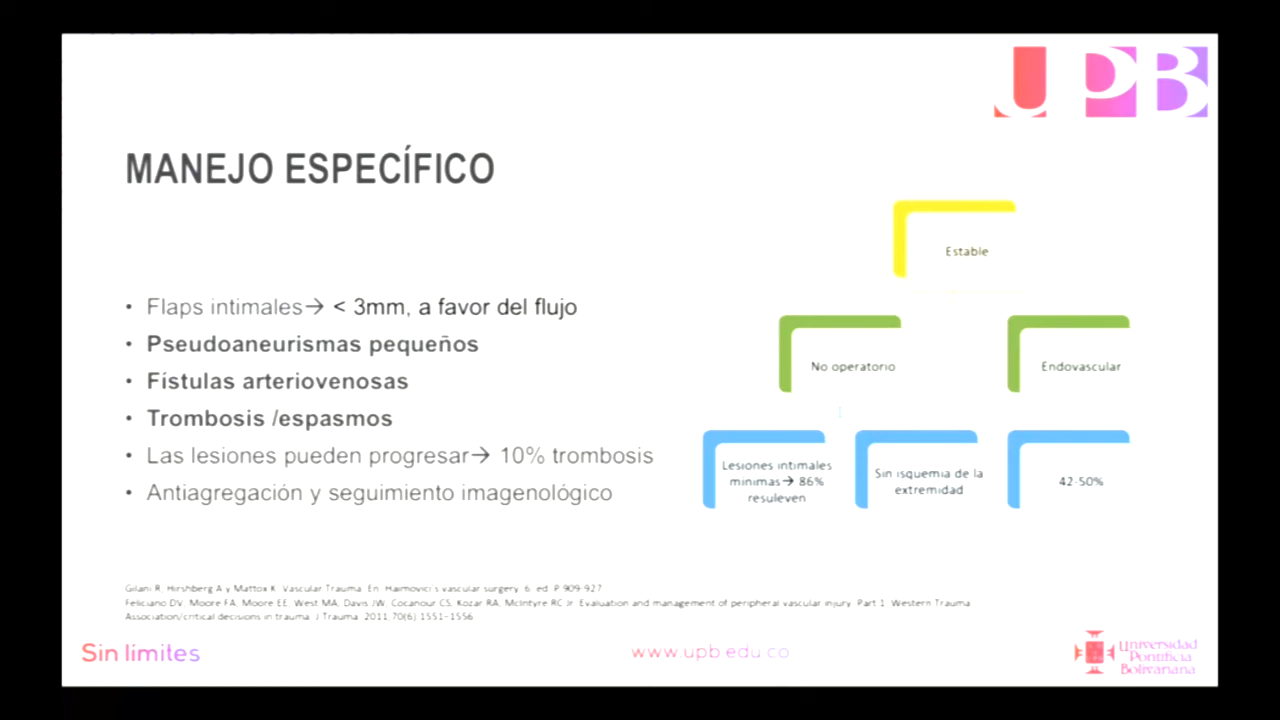 UPB
MANEJO ESPECÍFICO
• Flaps intimales→ < 3mm, a favor del flujo
• Pseudoaneurismas pequeños
• Fístulas arteriovenosas
• Trombosis /espasmos
• Las lesiones pueden progresar→ 10% trombosis
• Antiagregación y seguimiento imagenológico
Estable
No operatorio
Endovascular
Lesiones intimales
mínimas→ 86%
resuleven
Sin isquemia de la
extremidad
42-50%
Gilani R, Hirshberg A y Mattox K. Vascular Trauma. En: Haimovici's vascular surgery. 6. ed. P 909-927
Feliciano DV, Moore FA, Moore EE, West MA, Davis JW, Cocanour CS, Kozar RA, McIntyre RC Jr. Evaluation and management of peripheral vascular injury. Part 1. Western Trauma
Association/critical decisions in trauma. J Trauma. 2011;70(6):1551-1556
Sin límites
www.upb.edu.co
Universidad
Pontificia
Bolivariana